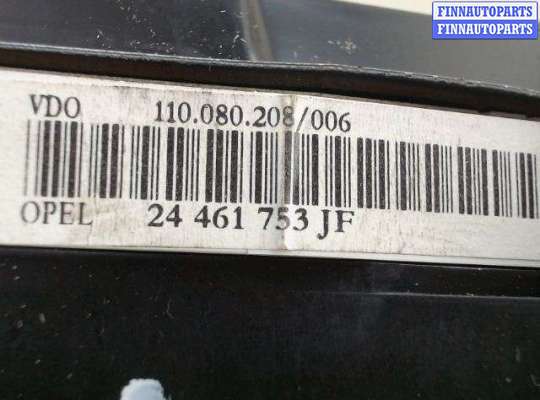 FINNAUTOPARTS
FINNAUTOPARTS
VDO 110.080.208/006
OPEL 24 461 753 JF